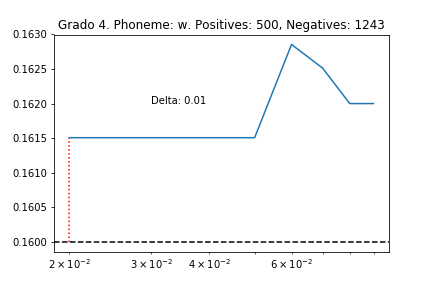 Grado 4. Phoneme: w. Positives: 500, Negatives: 1243
0.1630
0.1625
0.1620
Delta: 0.01
0.1615
0.1610
0.1605
0.1600
2 × 10⁻² 3 × 10⁻² 4 × 10⁻² 6 × 10⁻²